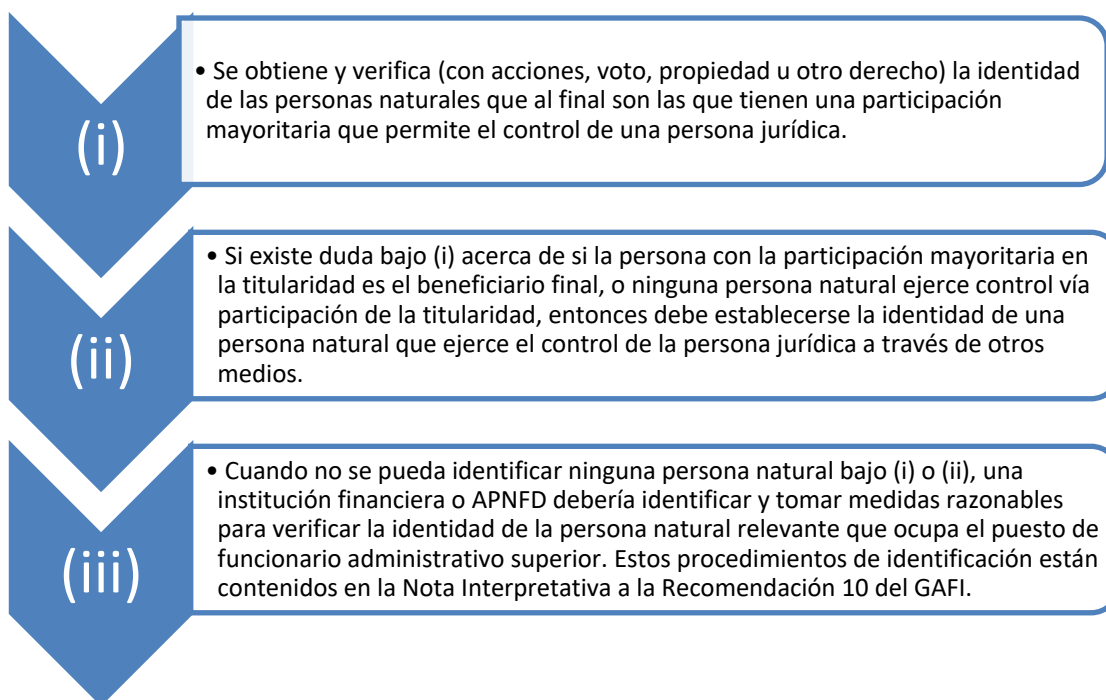 (i)
• Se obtiene y verifica (con acciones, voto, propiedad u otro derecho) la identidad
de las personas naturales que al final son las que tienen una participación
mayoritaria que permite el control de una persona jurídica.
(ii)
• Si existe duda bajo (i) acerca de si la persona con la participación mayoritaria en
la titularidad es el beneficiario final, o ninguna persona natural ejerce control vía
participación de la titularidad, entonces debe establecerse la identidad de una
persona natural que ejerce el control de la persona jurídica a través de otros
medios.
(iii)
• Cuando no se pueda identificar ninguna persona natural bajo (i) o (ii), una
institución financiera o APNFD debería identificar y tomar medidas razonables
para verificar la identidad de la persona natural relevante que ocupa el puesto de
funcionario administrativo superior. Estos procedimientos de identificación están
contenidos en la Nota Interpretativa a la Recomendación 10 del GAFI.